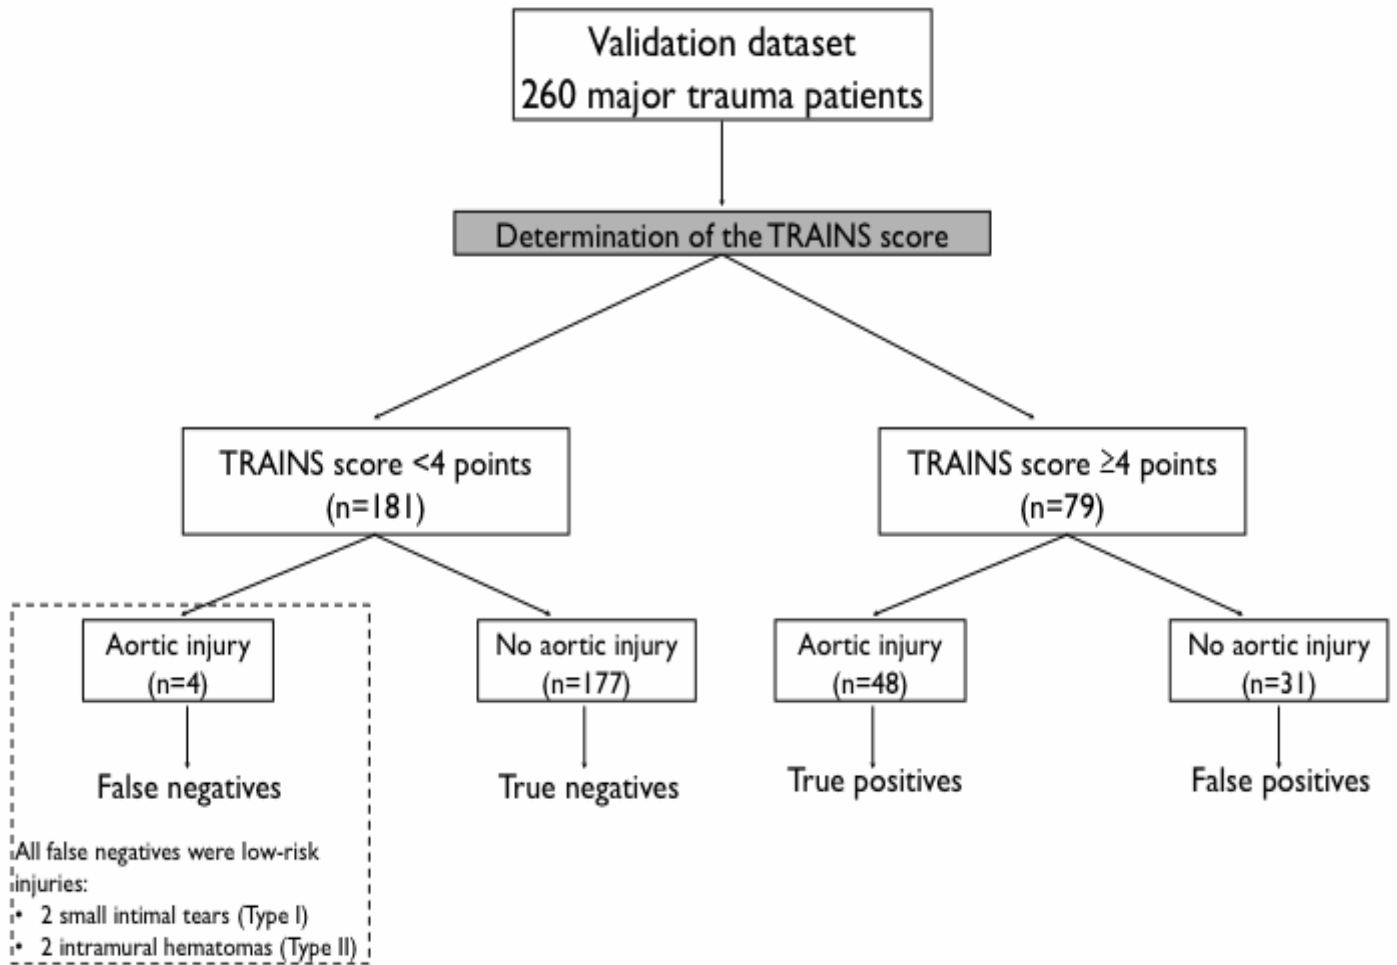 Validation dataset
260 major trauma patients
Determination of the TRAINS score
TRAINS score <4 points
(n=181)
TRAINS score ≥4 points
(n=79)
Aortic injury
(n=4)
No aortic injury
(n=177)
Aortic injury
(n=48)
No aortic injury
(n=31)
False negatives
True negatives
True positives
False positives
All false negatives were low-risk
injuries:
• 2 small intimal tears (Type I)
• 2 intramural hematomas (Type II)